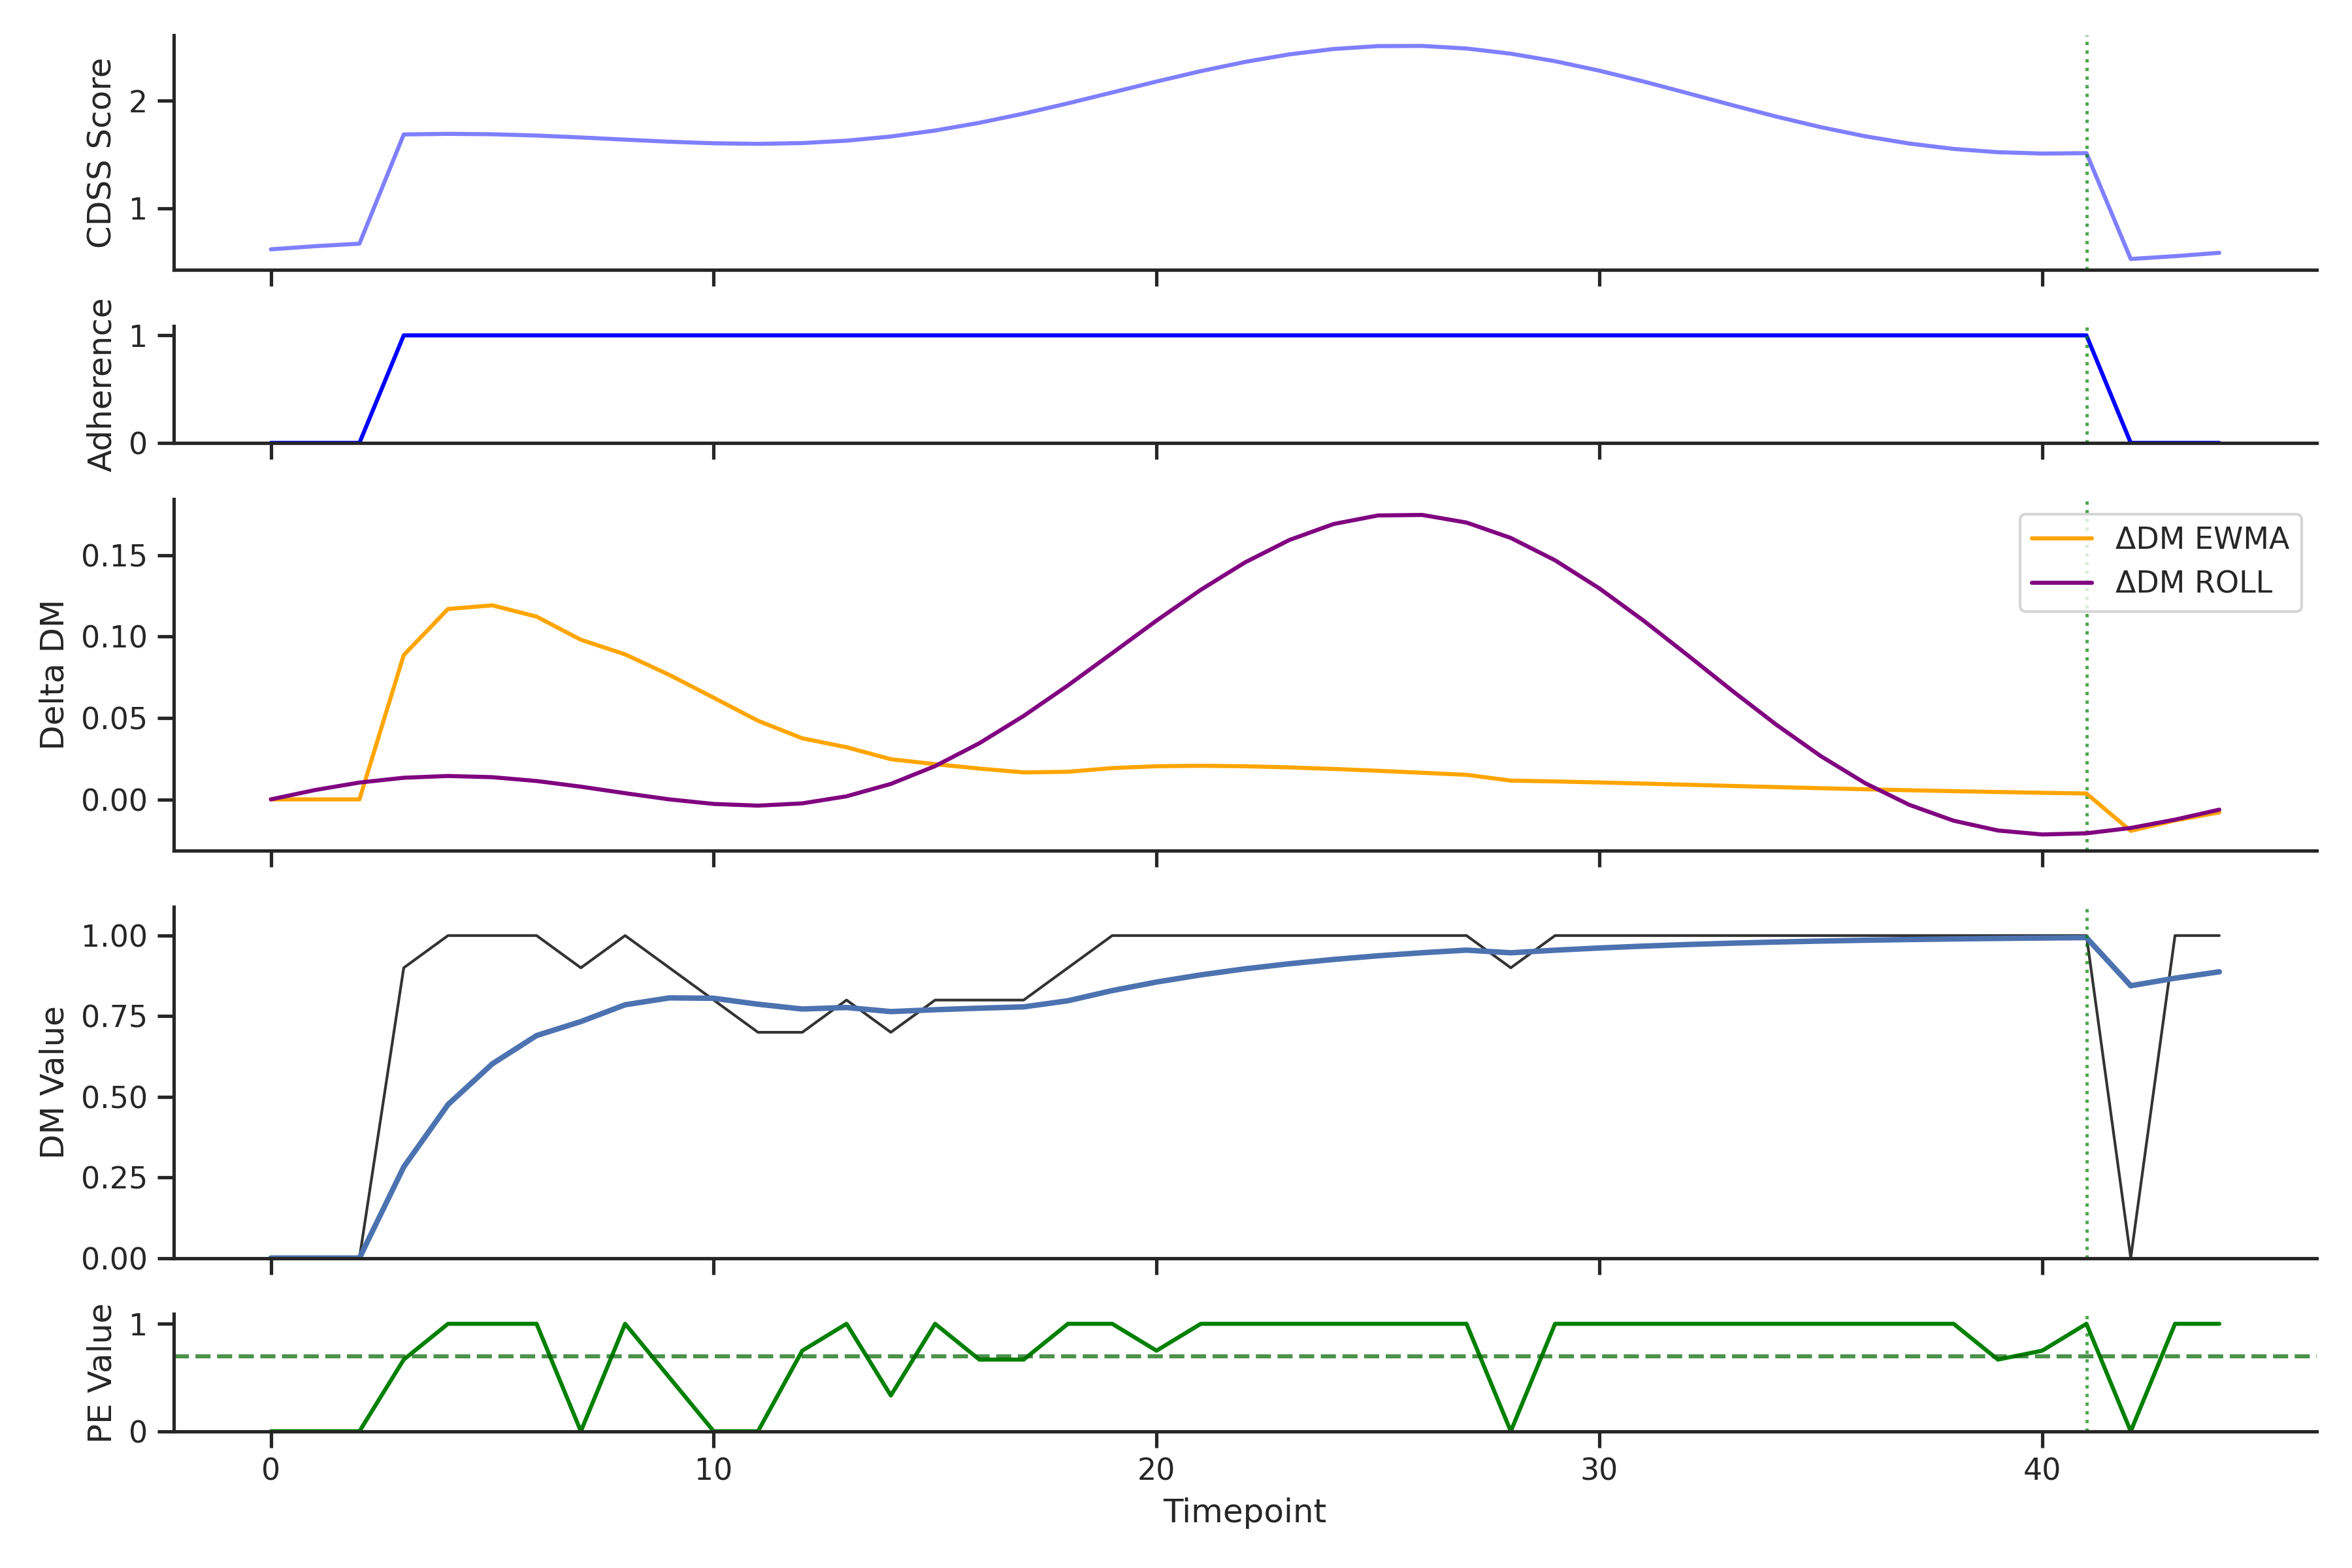 CDSS Score
2
1
Adherence
1
0
Delta DM
0.15
0.10
0.05
0.00
ΔDM EWMA
ΔDM ROLL
DM Value
1.00
0.75
0.50
0.25
0.00
PE Value
1
0
0 10 20 30 40
Timepoint